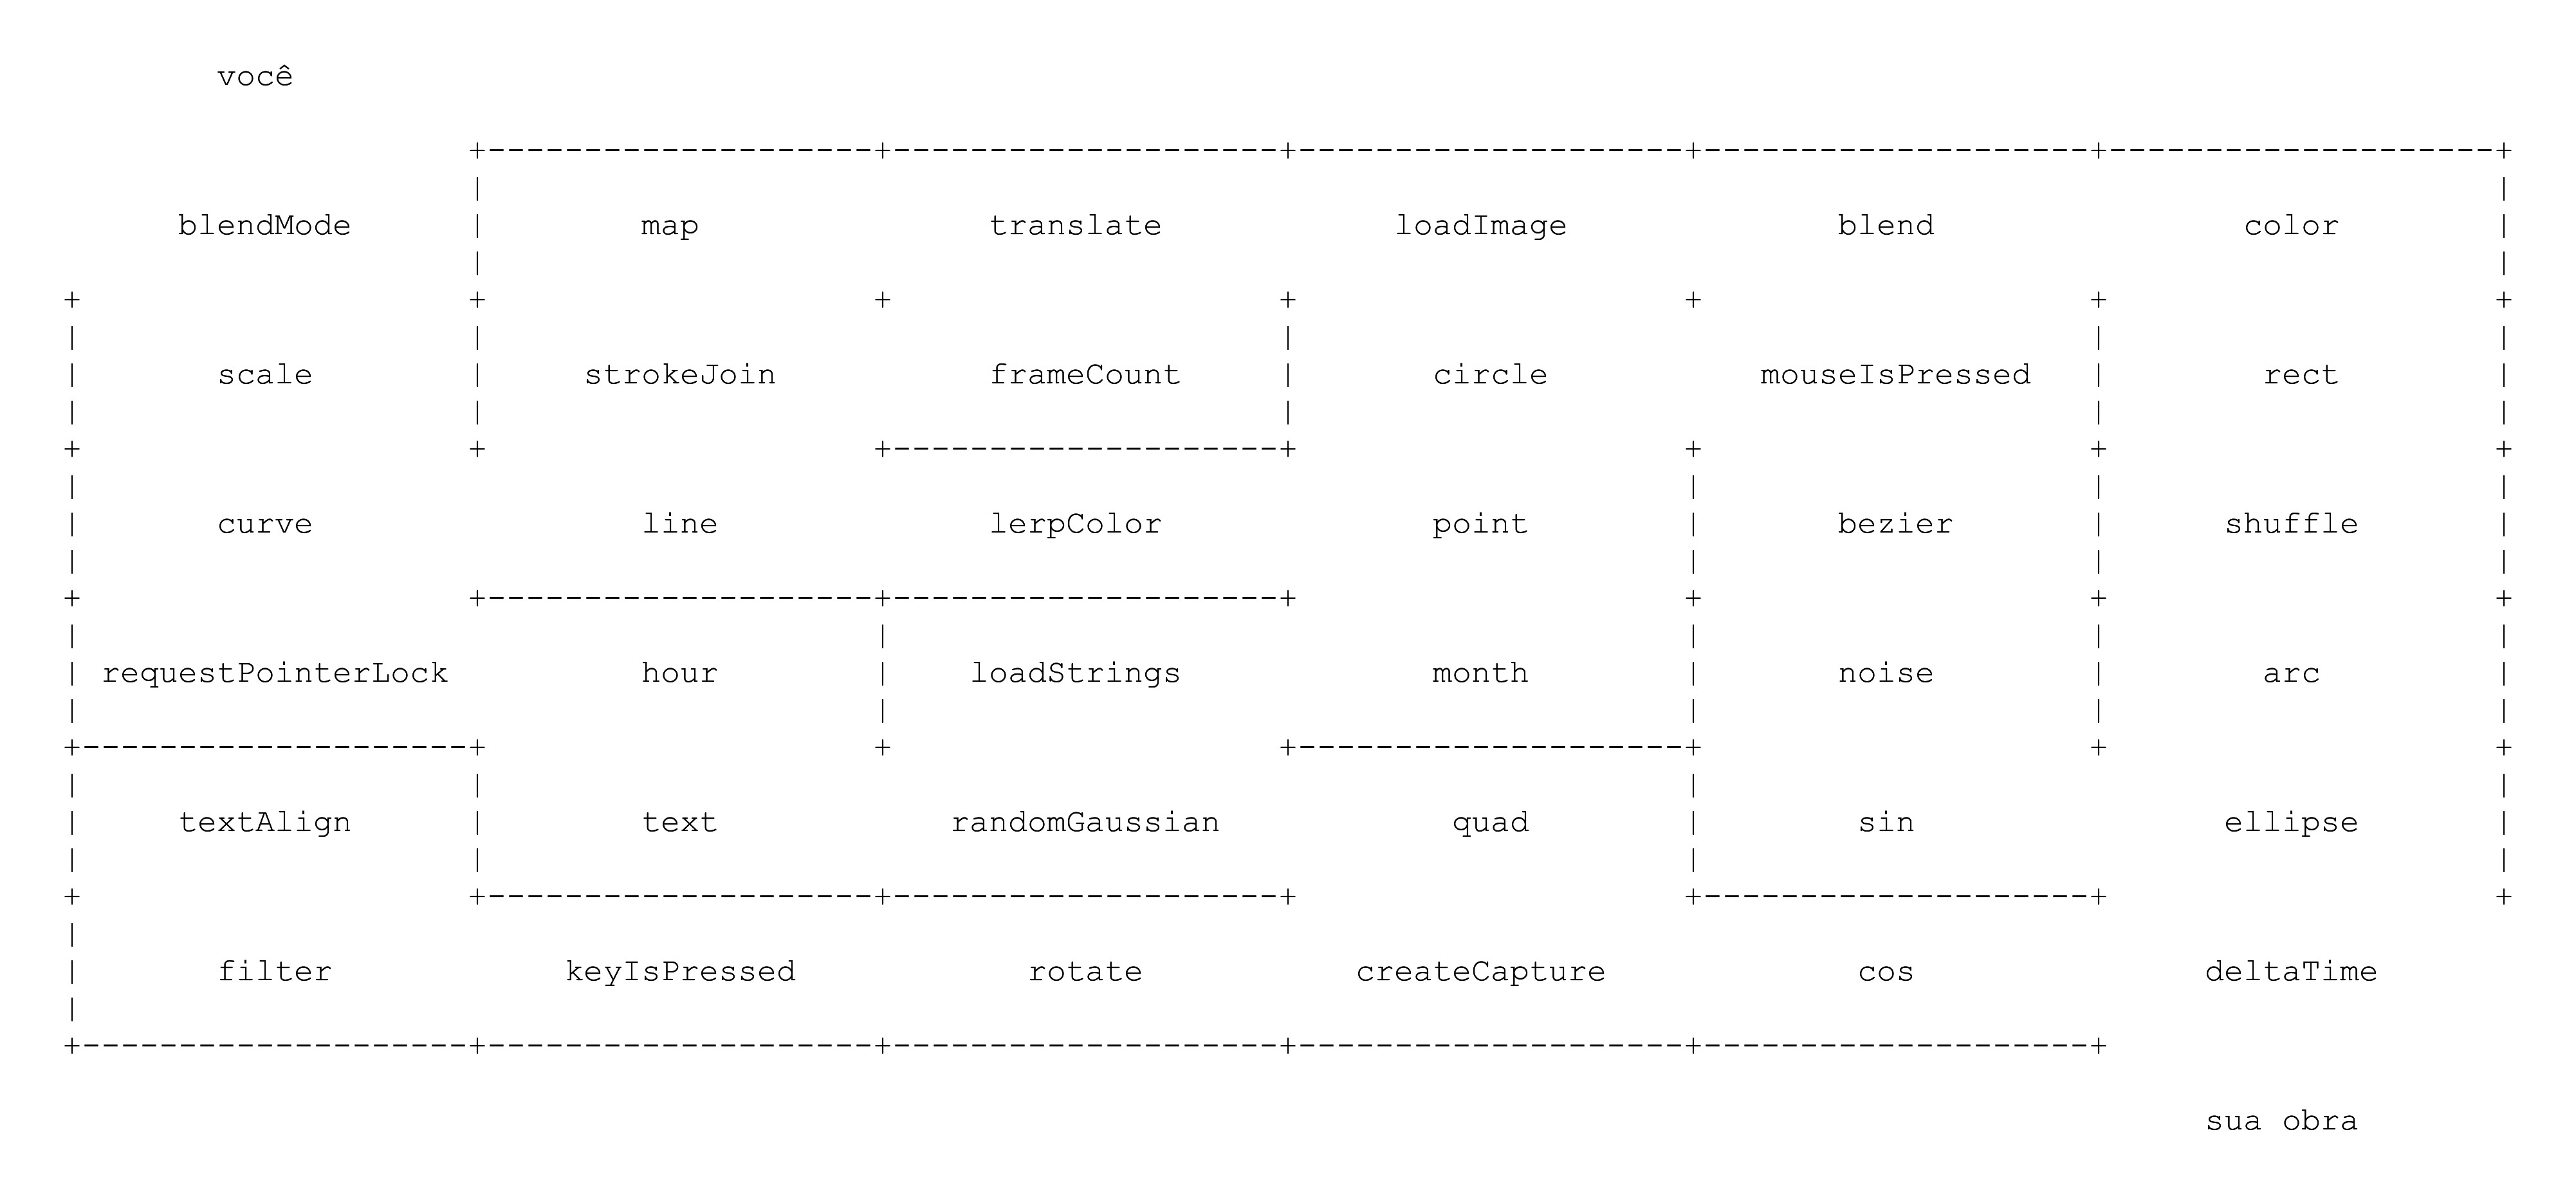 você
blendMode map translate loadImage blend color
scale strokeJoin frameCount circle mouseIsPressed rect
curve line lerpColor point bezier shuffle
requestPointerLock hour loadStrings month noise arc
textAlign text randomGaussian quad sin ellipse
filter keyIsPressed rotate createCapture cos deltaTime
sua obra